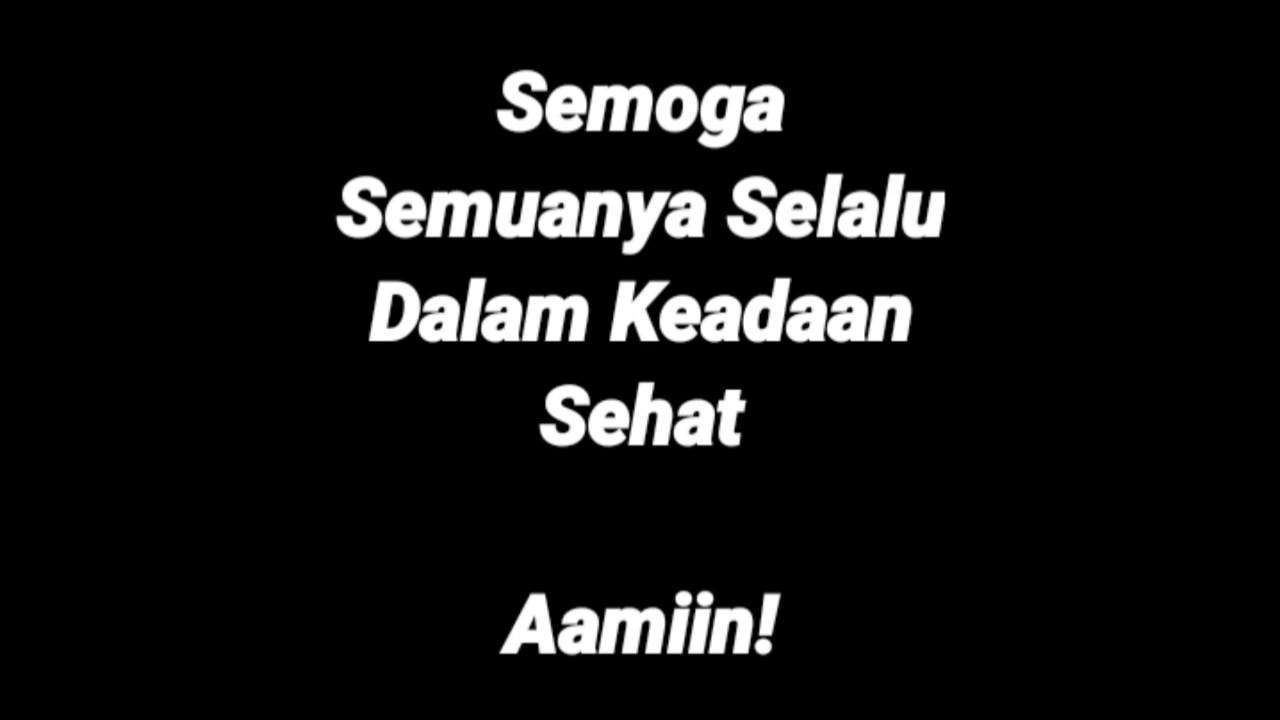 Semoga
Semuanya Selalu
Dalam Keadaan
Sehat
Aamiin!